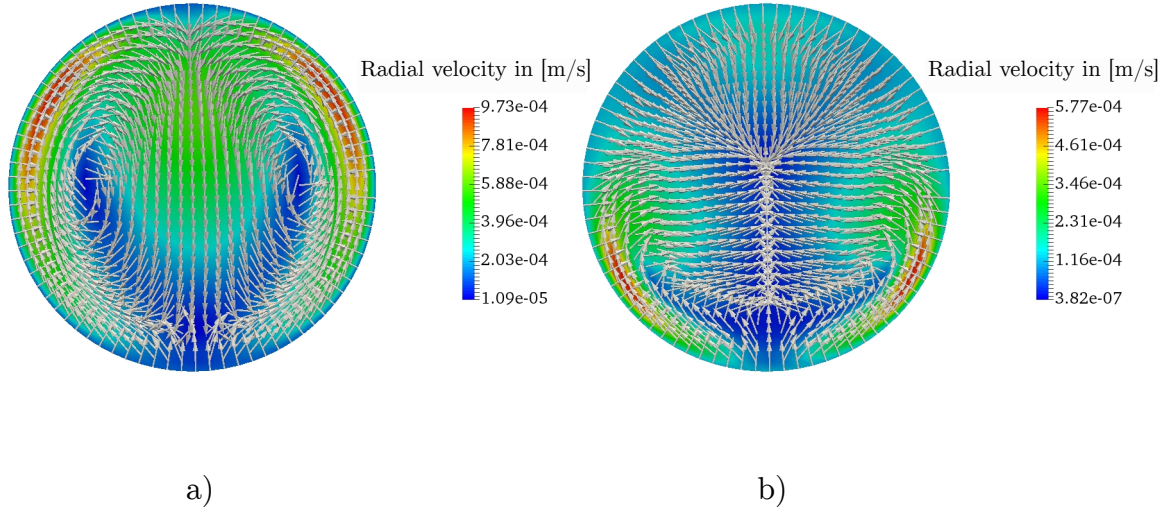 Radial velocity in [m/s]
9.73e-04
7.81e-04
5.88e-04
3.96e-04
2.03e-04
1.09e-05
Radial velocity in [m/s]
5.77e-04
4.61e-04
3.46e-04
2.31e-04
1.16e-04
3.82e-07
a)
b)